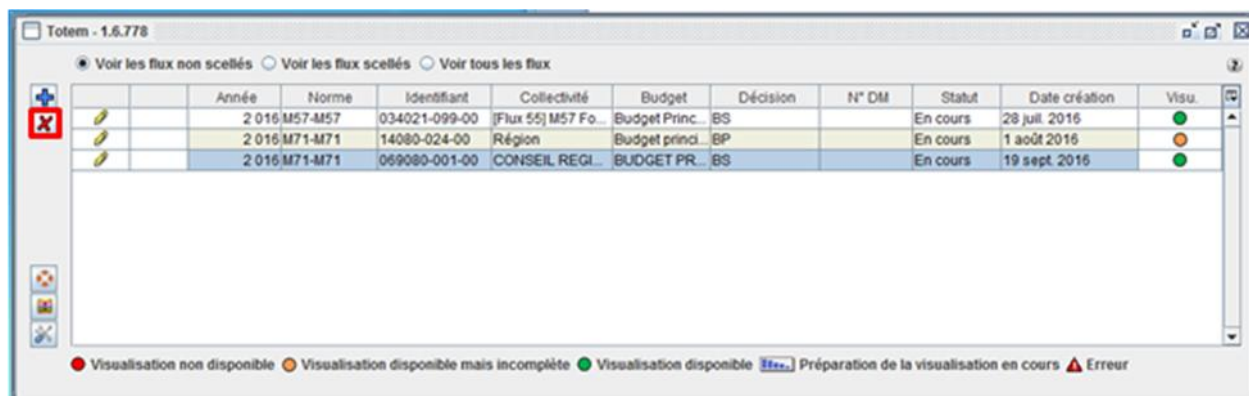 Totem - 1.6.778
Voir les flux non scellés Voir les flux scellés Voir tous les flux
Année Norme Identifiant Collectivité Budget Décision N° DM Statut Date création Visu.
2 016 M57-M57 034021-099-00 [Flux 55] M57 Fo... Budget Princ... BS En cours 28 juil. 2016
2 016 M71-M71 14080-024-00 Région Budget princi... BP En cours 1 août 2016
2 016 M71-M71 069080-001-00 CONSEIL REGI... BUDGET PR... BS En cours 19 sept. 2016
Visualisation non disponible Visualisation disponible mais incomplète Visualisation disponible Préparation de la visualisation en cours Erreur